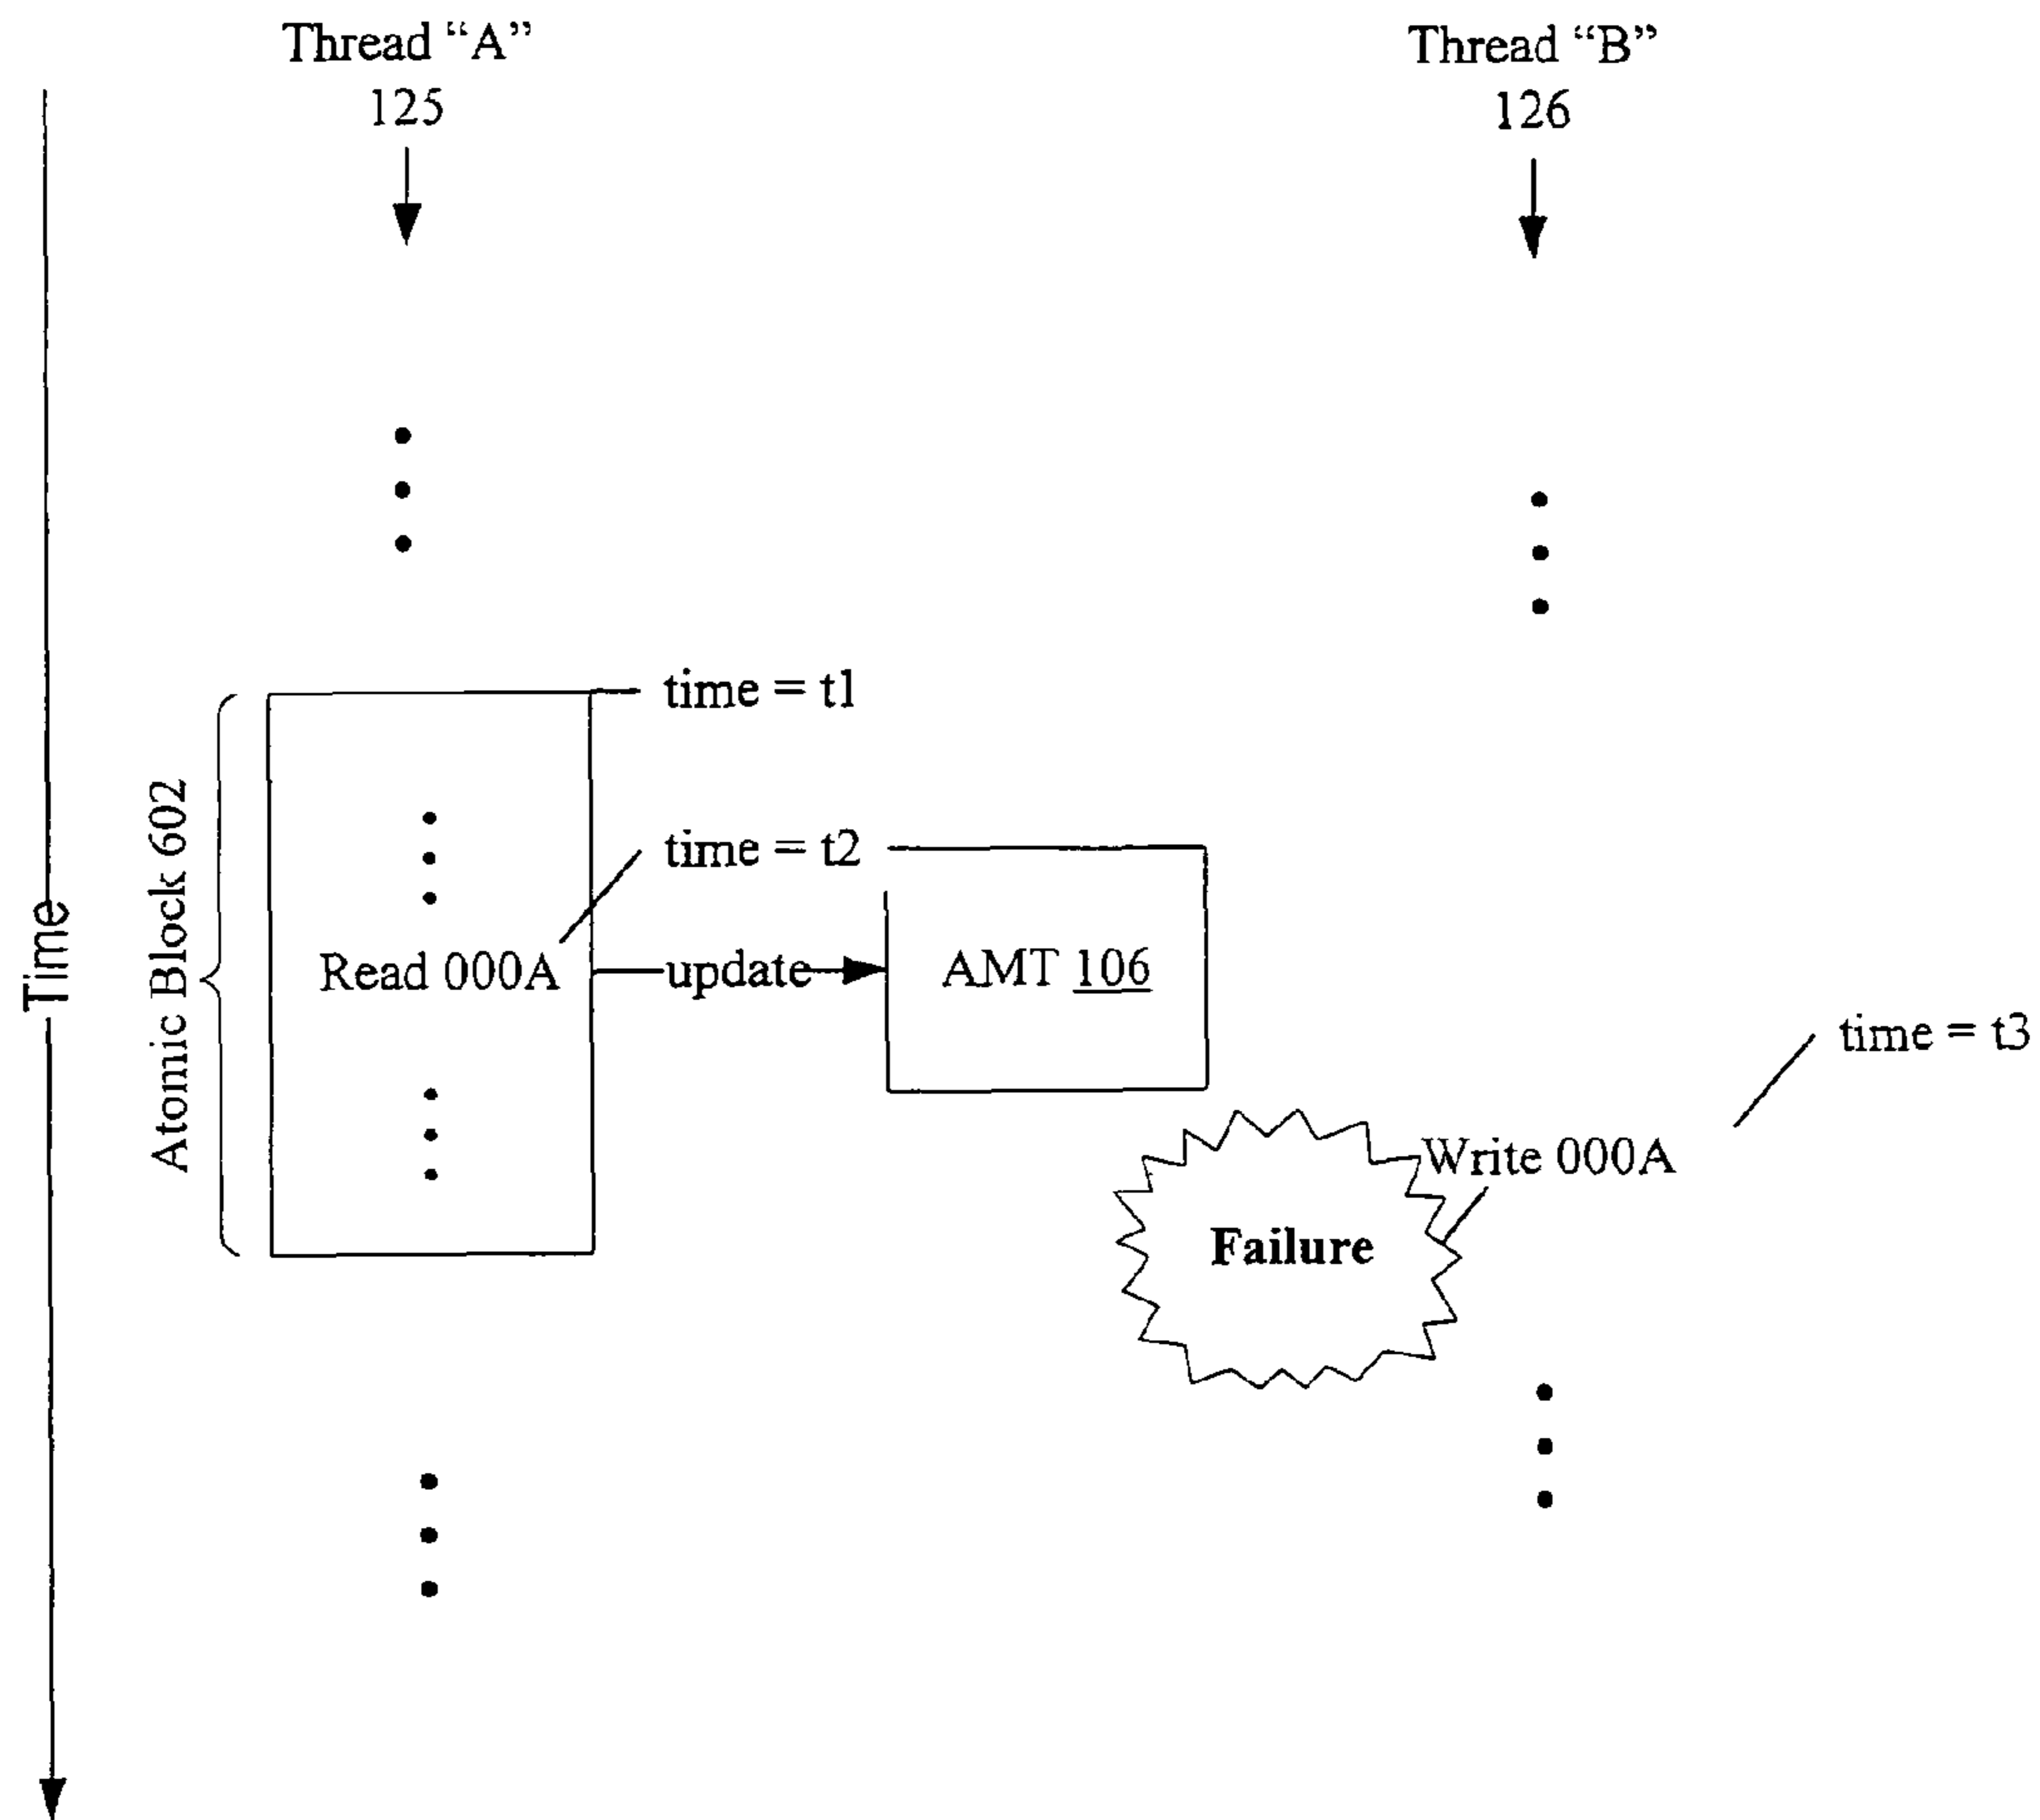 Thread “A”
125
Thread “B”
126
time = t1
time = t2
Atomic Block 602
Time
Read 000A
update
AMT 106
time = t3
Write 000A
Failure